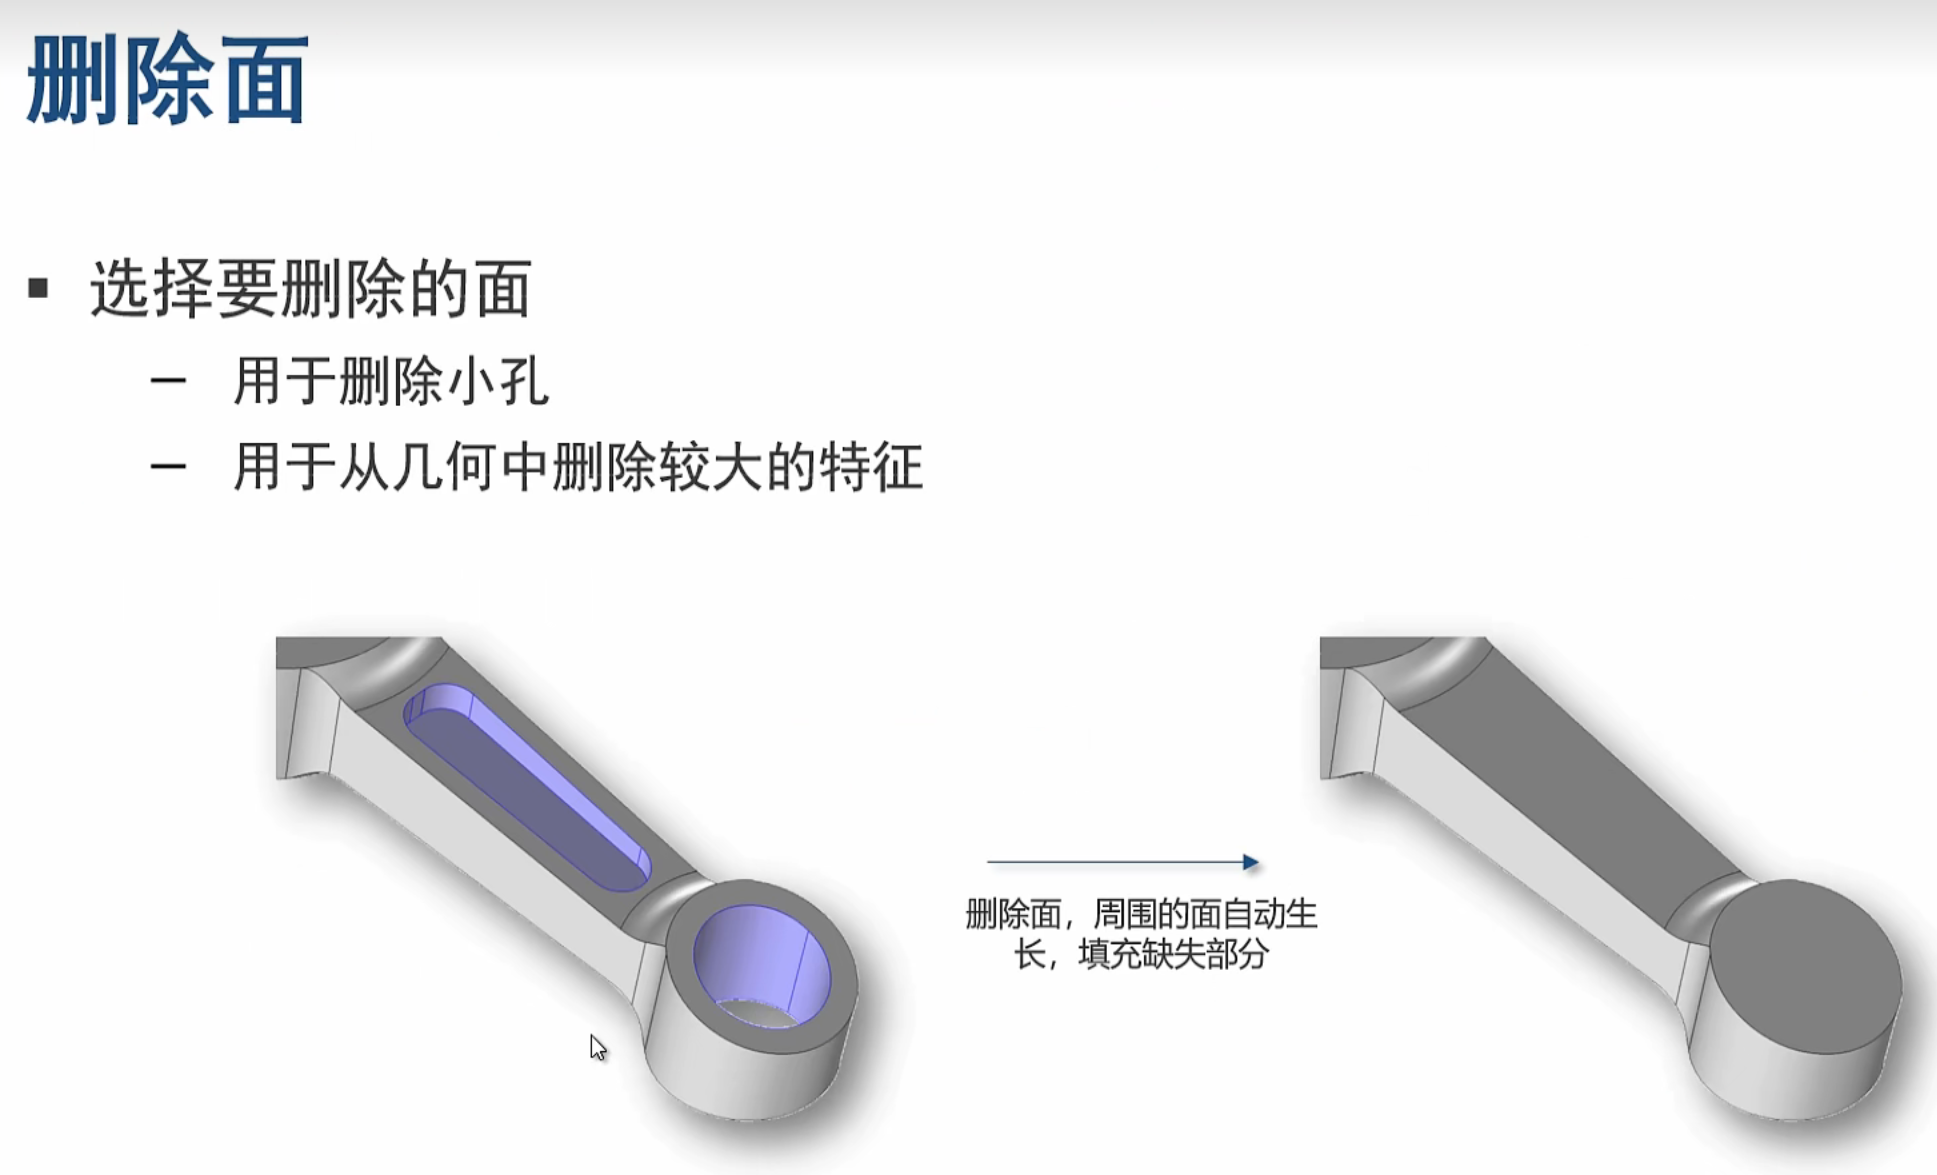 删除面
▪ 选择要删除的面
– 用于删除小孔
– 用于从几何中删除较大的特征
删除面，周围的面自动生
长，填充缺失部分